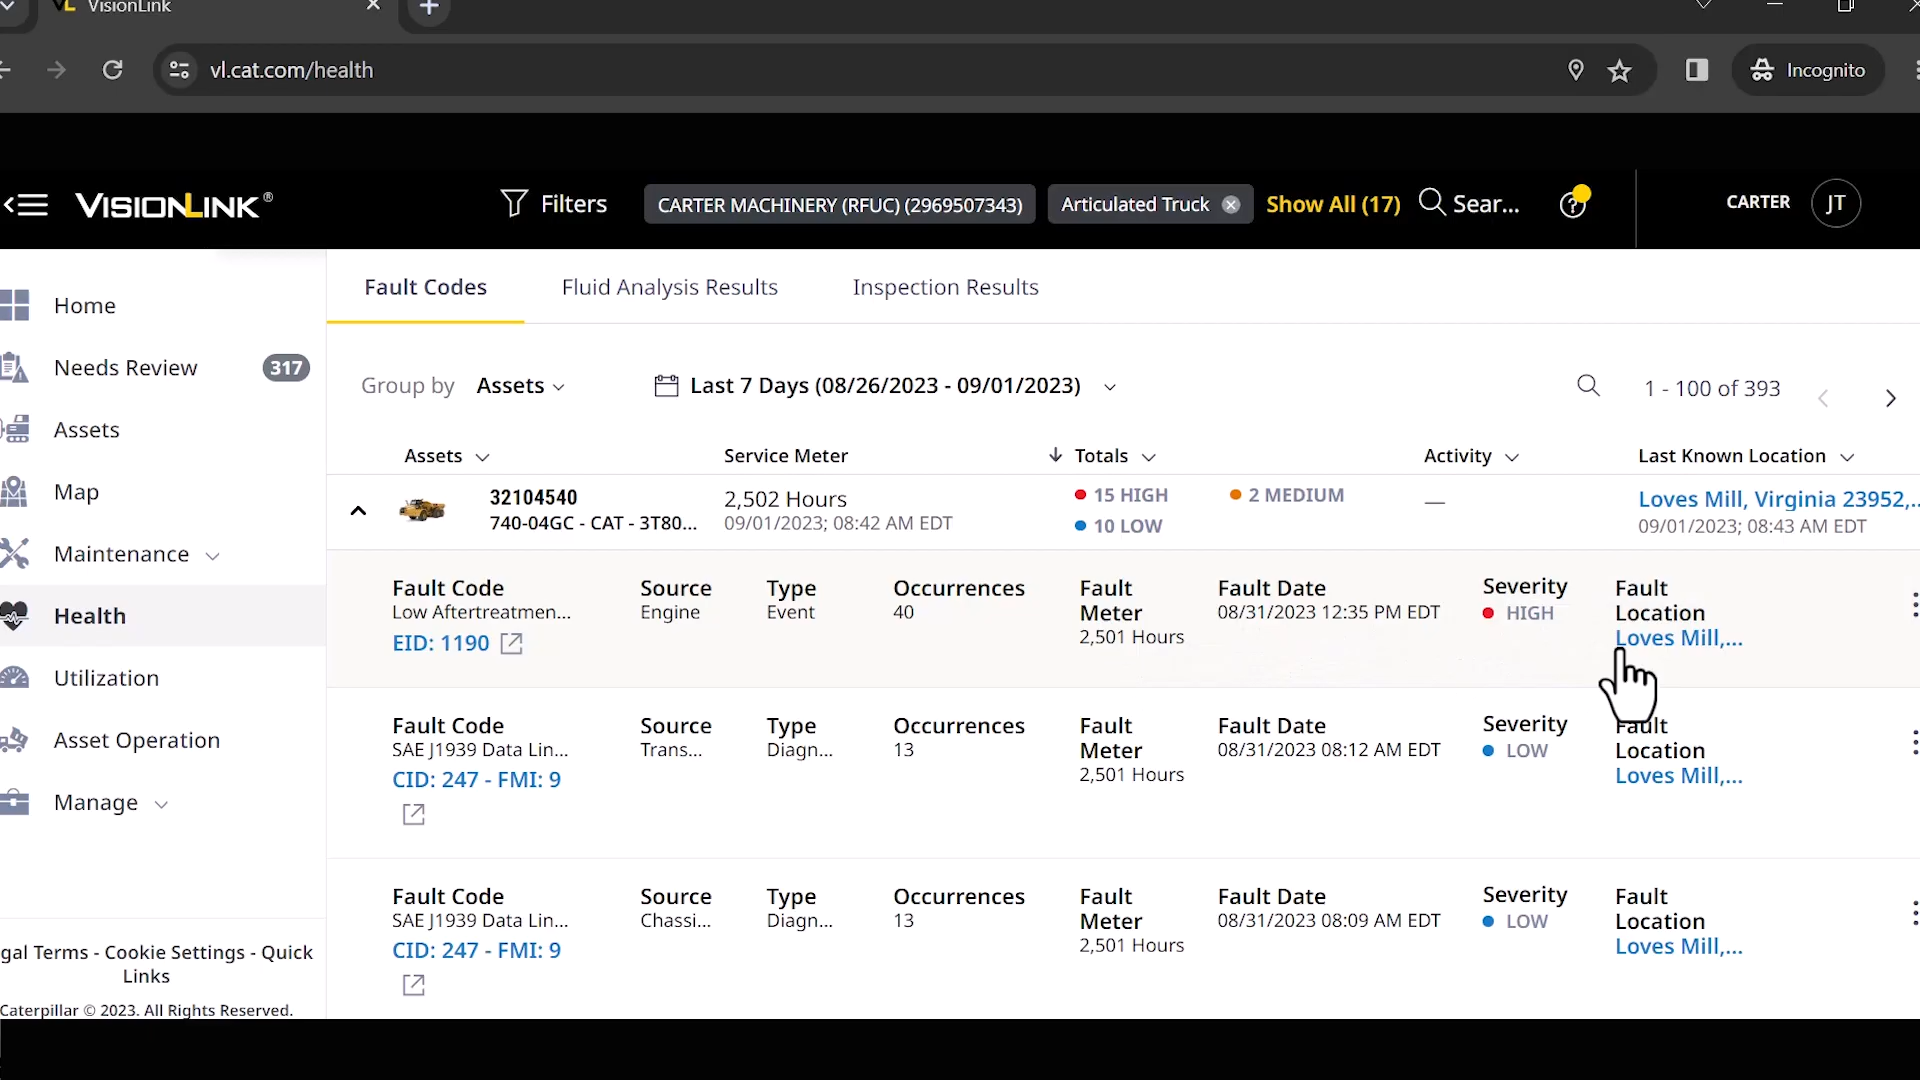 VisionLink
vl.cat.com/health
Incognito
VISIONLINK®
Filters
CARTER MACHINERY (RFUC) (2969507343)
Articulated Truck
Show All (17)
Sear...
CARTER
JT
Home
Needs Review
317
Assets
Map
Maintenance
Health
Utilization
Asset Operation
Manage
gal Terms - Cookie Settings - Quick
Links
Caterpillar © 2023. All Rights Reserved.
Fault Codes
Fluid Analysis Results
Inspection Results
Group by Assets
Last 7 Days (08/26/2023 - 09/01/2023)
1 - 100 of 393
Assets
Service Meter
Totals
Activity
Last Known Location
32104540
740-04GC - CAT - 3T80...
2,502 Hours
09/01/2023; 08:42 AM EDT
15 HIGH
2 MEDIUM
10 LOW
—
Loves Mill, Virginia 23952,..
09/01/2023; 08:43 AM EDT
Fault Code
Low Aftertreatmen...
EID: 1190
Source
Engine
Type
Event
Occurrences
40
Fault
Meter
2,501 Hours
Fault Date
08/31/2023 12:35 PM EDT
Severity
HIGH
Fault
Location
Loves Mill,...
Fault Code
SAE J1939 Data Lin...
CID: 247 - FMI: 9
Source
Trans...
Type
Diagn...
Occurrences
13
Fault
Meter
2,501 Hours
Fault Date
08/31/2023 08:12 AM EDT
Severity
LOW
Fault
Location
Loves Mill,...
Fault Code
SAE J1939 Data Lin...
CID: 247 - FMI: 9
Source
Chassi...
Type
Diagn...
Occurrences
13
Fault
Meter
2,501 Hours
Fault Date
08/31/2023 08:09 AM EDT
Severity
LOW
Fault
Location
Loves Mill,...